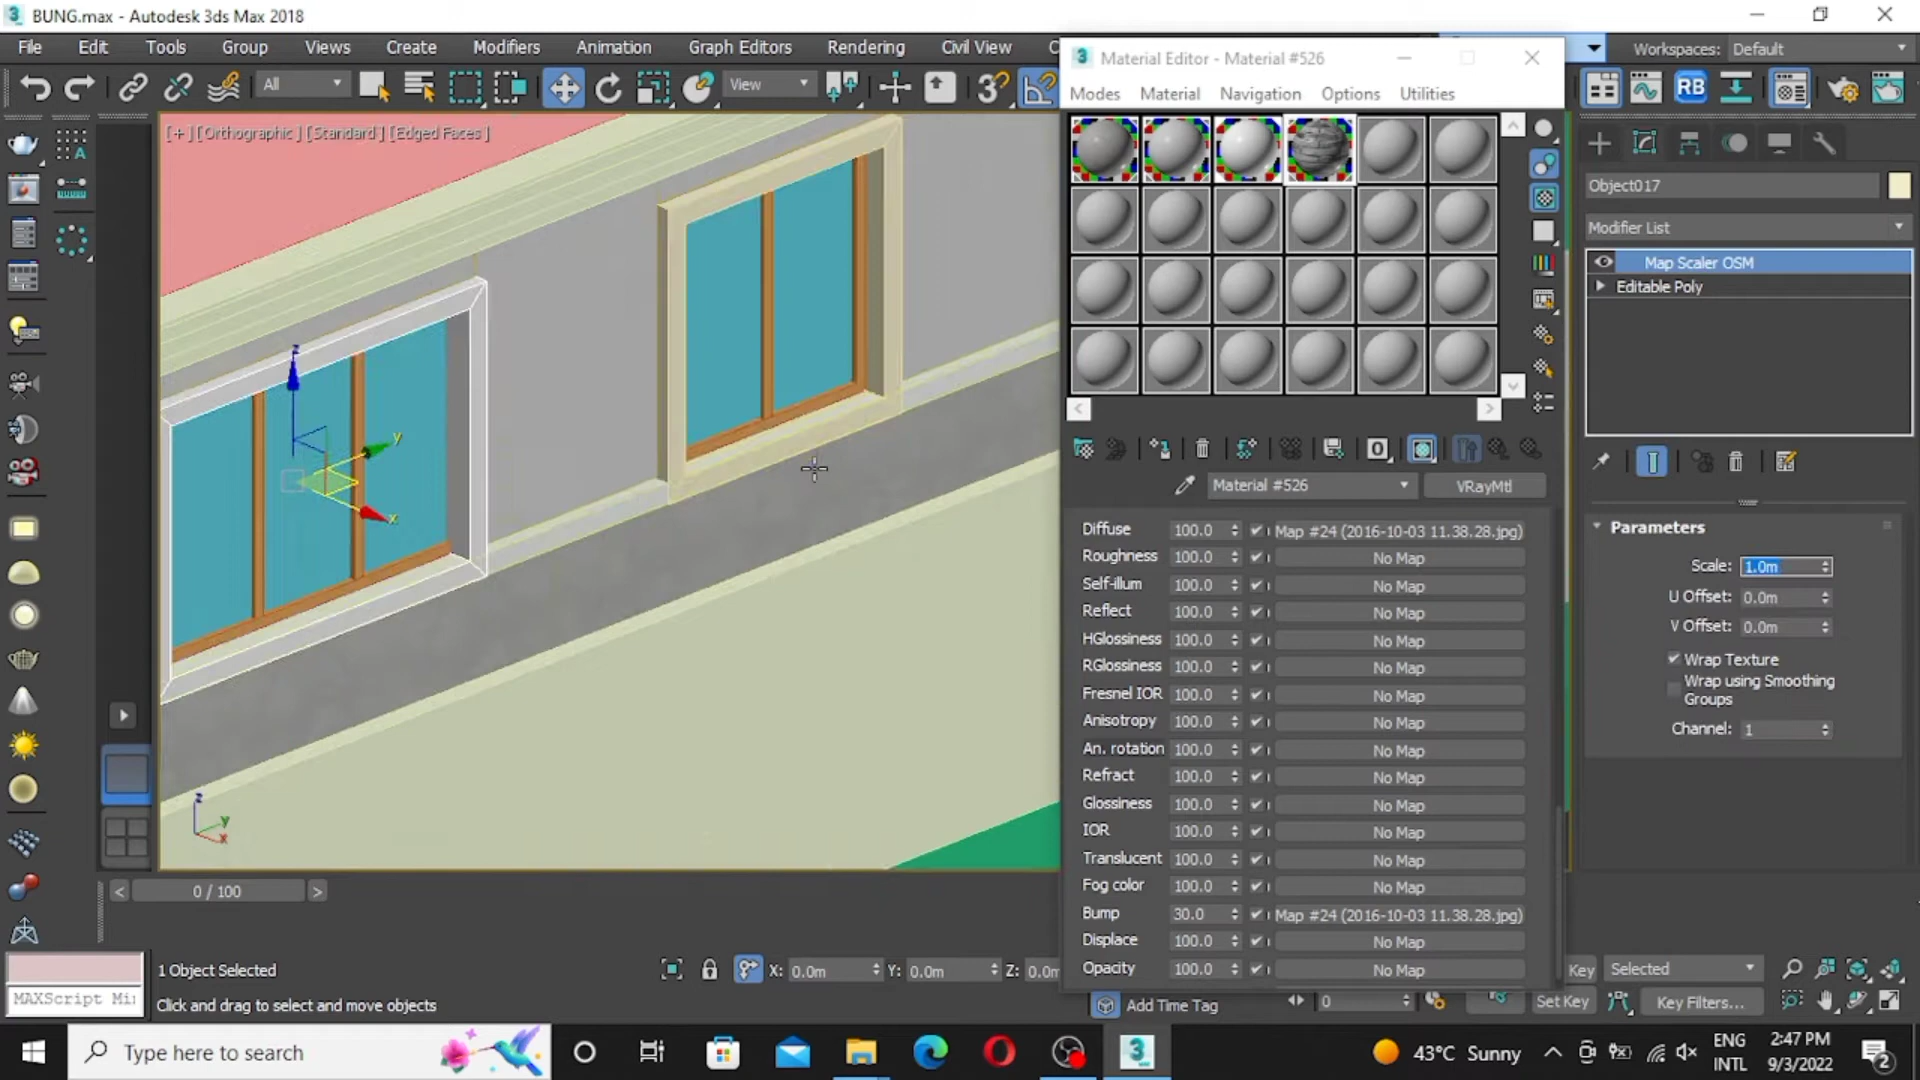 BUNG.max - Autodesk 3ds Max 2018
File Edit Tools Group Views Create Modifiers Animation Graph Editors Rendering Civil View
Workspaces: Default
All
View
[+] [Orthographic] [Standard] [Edged Faces]
Material Editor - Material #526
Modes Material Navigation Options Utilities
Material #526
VRayMtl
Diffuse 100.0 Map #24 (2016-10-03 11.38.28.jpg)
Roughness 100.0 No Map
Self-illum 100.0 No Map
Reflect 100.0 No Map
HGlossiness 100.0 No Map
RGlossiness 100.0 No Map
Fresnel IOR 100.0 No Map
Anisotropy 100.0 No Map
An. rotation 100.0 No Map
Refract 100.0 No Map
Glossiness 100.0 No Map
IOR 100.0 No Map
Translucent 100.0 No Map
Fog color 100.0 No Map
Bump 30.0 Map #24 (2016-10-03 11.38.28.jpg)
Displace 100.0 No Map
Opacity 100.0 No Map
Object017
Modifier List
Map Scaler OSM
Editable Poly
Parameters
Scale: 1.0m
U Offset: 0.0m
V Offset: 0.0m
Wrap Texture
Wrap using Smoothing
Groups
Channel: 1
z
y
x
z
y
x
0 / 100
1 Object Selected
Click and drag to select and move objects
MAXScript Mi
X: 0.0m Y: 0.0m Z: 0.0m
Add Time Tag
0
Key
Selected
Set Key
Key Filters...
Type here to search
43°C Sunny
ENG
INTL
2:47 PM
9/3/2022
2